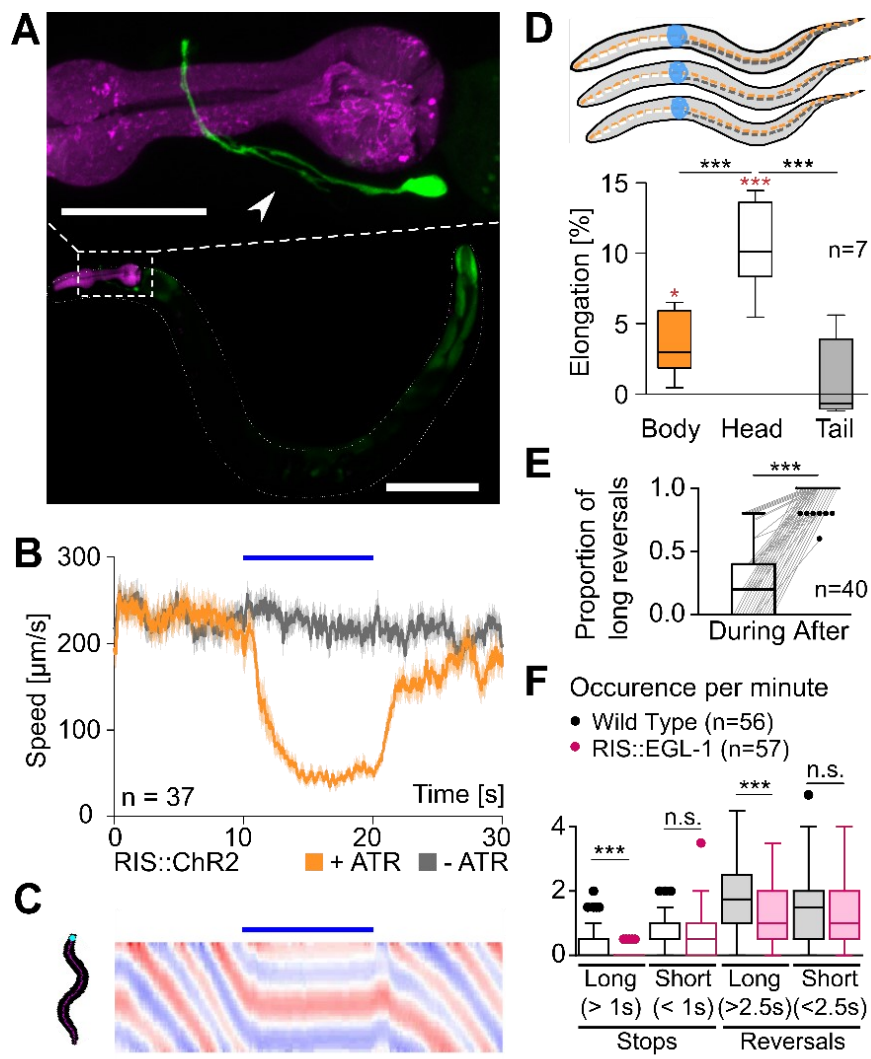 A
B
300
200
100
0
Speed [µm/s]
n = 37
Time [s]
0 10 20 30
RIS::ChR2 + ATR - ATR
C
D
*** ***
***
*
15
10
5
0
Elongation [%]
n=7
Body Head Tail
E
***
1.0
0.5
0.0
Proportion of
long reversals
n=40
During After
F
Occurence per minute
Wild Type (n=56)
RIS::EGL-1 (n=57)
*** n.s. *** n.s.
4
2
0
Long Short Long Short
(> 1s) (< 1s) (>2.5s) (<2.5s)
Stops Reversals